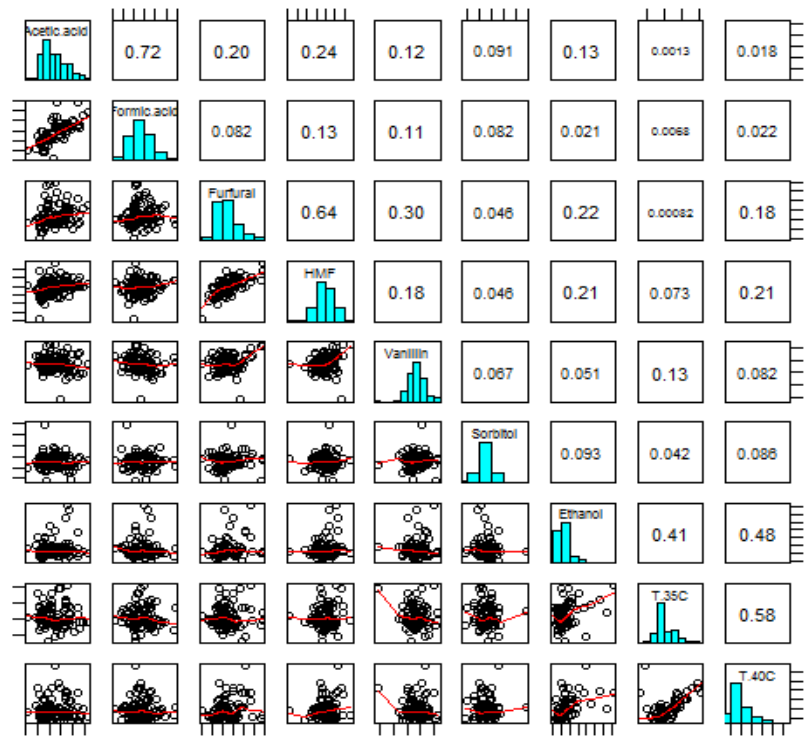 Acetic.acid 0.72 0.20 0.24 0.12 0.091 0.13 0.0013 0.018
Formic.acid 0.082 0.13 0.11 0.082 0.021 0.0068 0.022
Furfural 0.64 0.30 0.046 0.22 0.00082 0.18
HMF 0.18 0.046 0.21 0.073 0.21
Vanillin 0.067 0.051 0.13 0.082
Sorbitol 0.093 0.042 0.086
Ethanol 0.41 0.48
T.35C 0.58
T.40C